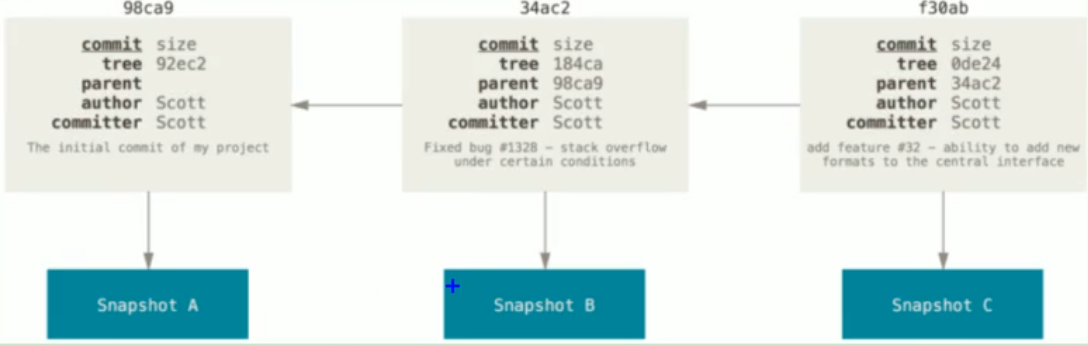 98ca9
commit size
tree 92ec2
parent
author Scott
committer Scott
The initial commit of my project
Snapshot A
34ac2
commit size
tree 184ca
parent 98ca9
author Scott
committer Scott
Fixed bug #1328 – stack overflow
under certain conditions
Snapshot B
f30ab
commit size
tree 0de24
parent 34ac2
author Scott
committer Scott
add feature #32 – ability to add new
formats to the central interface
Snapshot C